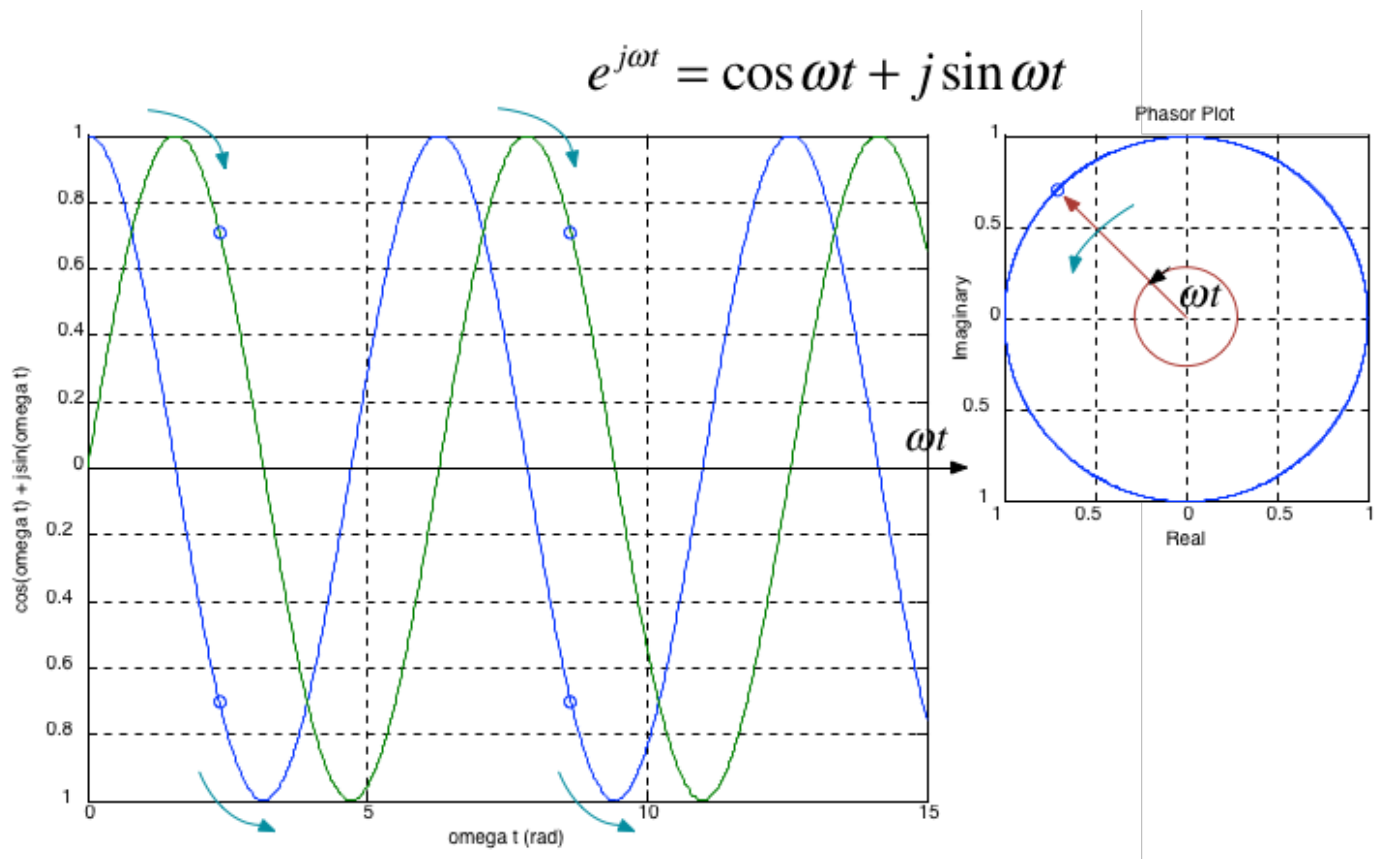 e^{jωt} = cos ωt + j sin ωt
Phasor Plot
1
0.8
0.6
0.4
0.2
0
0.2
0.4
0.6
0.8
1
cos(omega t) + jsin(omega t)
0 5 10 15
omega t (rad)
ωt
1
0.5
0
0.5
1
Imaginary
ωt
1 0.5 0 0.5 1
Real